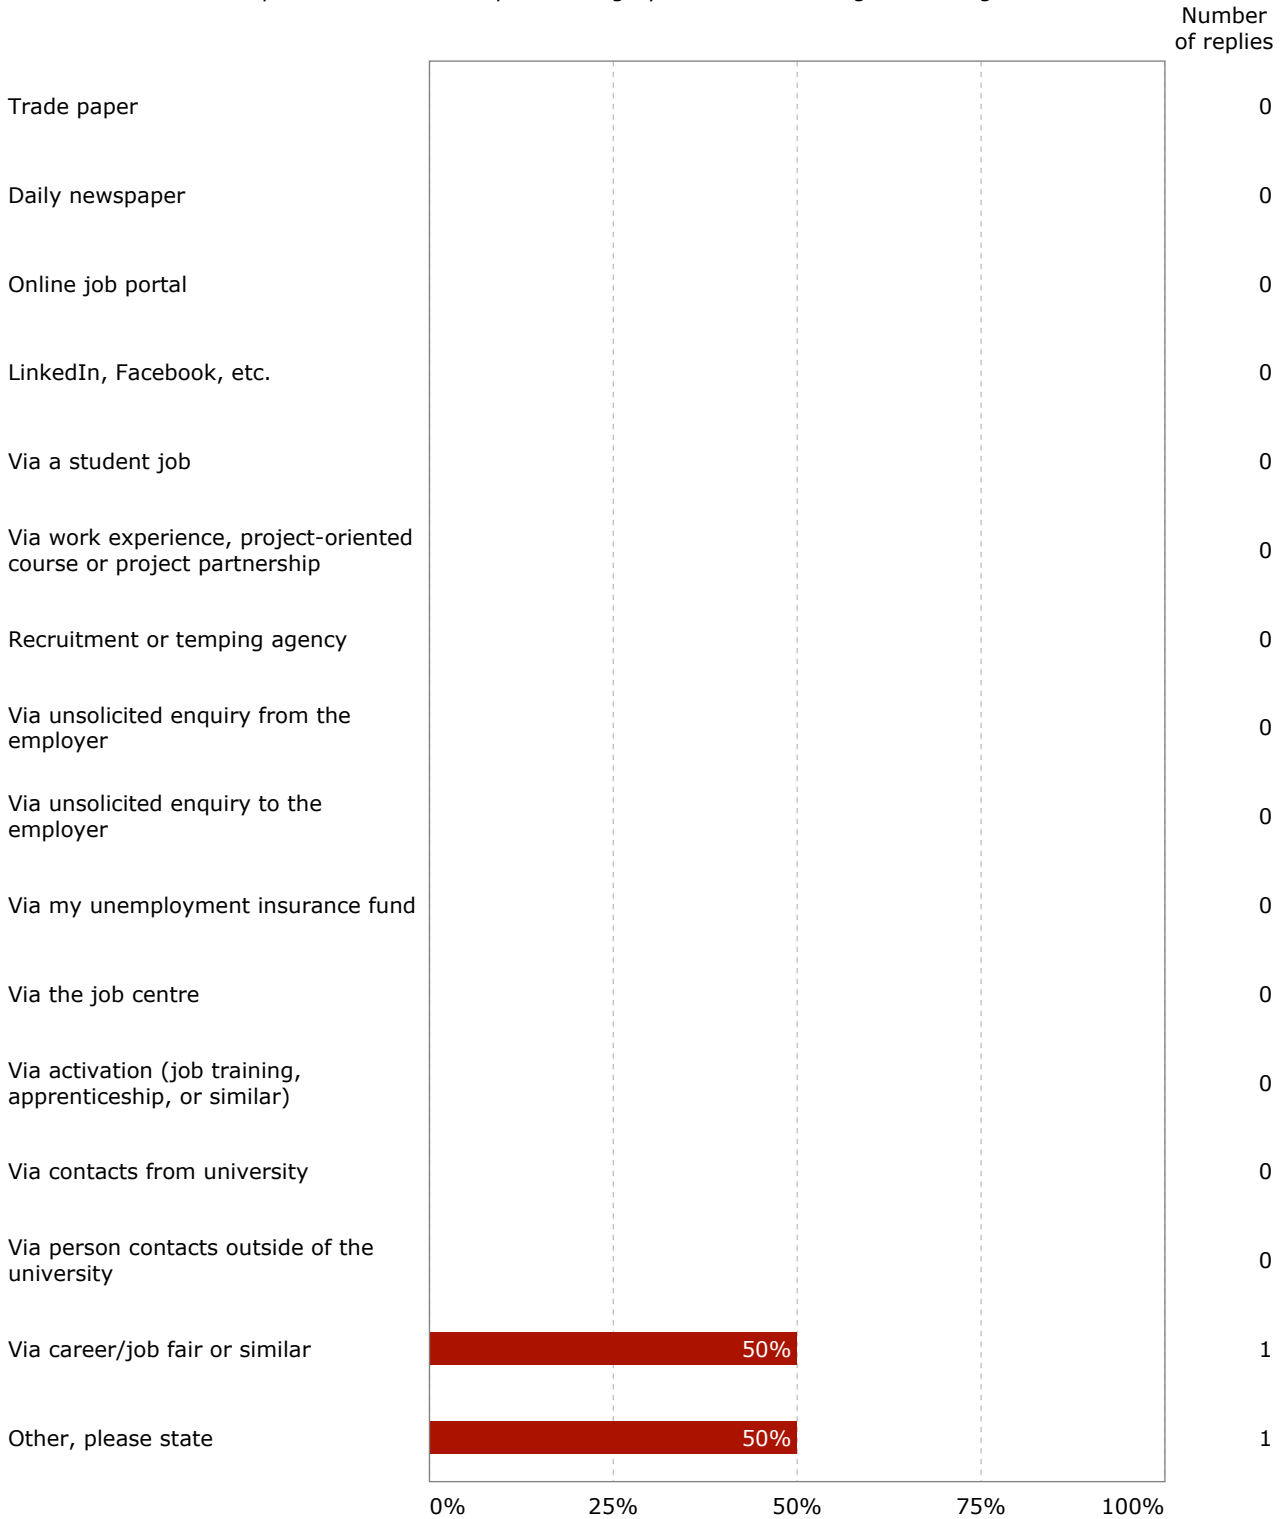 Number
of replies
Trade paper 0
Daily newspaper 0
Online job portal 0
LinkedIn, Facebook, etc. 0
Via a student job 0
Via work experience, project-oriented
course or project partnership 0
Recruitment or temping agency 0
Via unsolicited enquiry from the
employer 0
Via unsolicited enquiry to the
employer 0
Via my unemployment insurance fund 0
Via the job centre 0
Via activation (job training,
apprenticeship, or similar) 0
Via contacts from university 0
Via person contacts outside of the
university 0
Via career/job fair or similar 50% 1
Other, please state 50% 1
0% 25% 50% 75% 100%